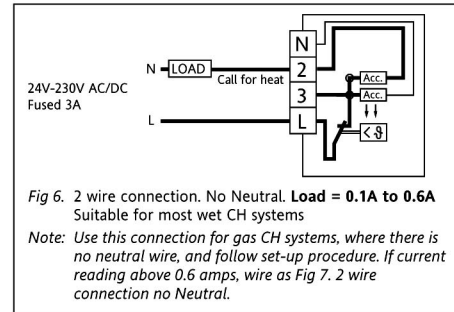 N
N
LOAD
2
Call for heat
Acc.
24V-230V AC/DC
3
Acc.
Fused 3A
L
L
< ϑ
Fig 6. 2 wire connection. No Neutral. Load = 0.1A to 0.6A
Suitable for most wet CH systems
Note: Use this connection for gas CH systems, where there is
no neutral wire, and follow set-up procedure. If current
reading above 0.6 amps, wire as Fig 7. 2 wire
connection no Neutral.